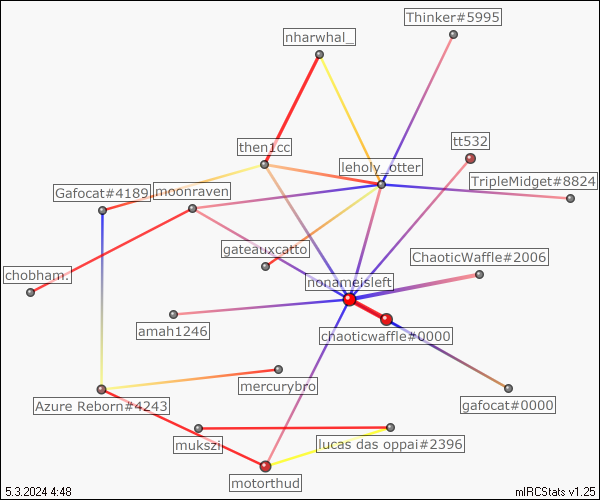 Thinker#5995
nharwhal_
then1cc
tt532
leholy_otter
Gafocat#4189
moonraven
TripleMidget#8824
gateauxcatto
ChaoticWaffle#2006
chobham.
nonameisleft
amah1246
chaoticwaffle#0000
mercurybro
Azure Reborn#4243
gafocat#0000
mukszi
lucas das oppai#2396
motorthud
5.3.2024 4:48
mIRCStats v1.25